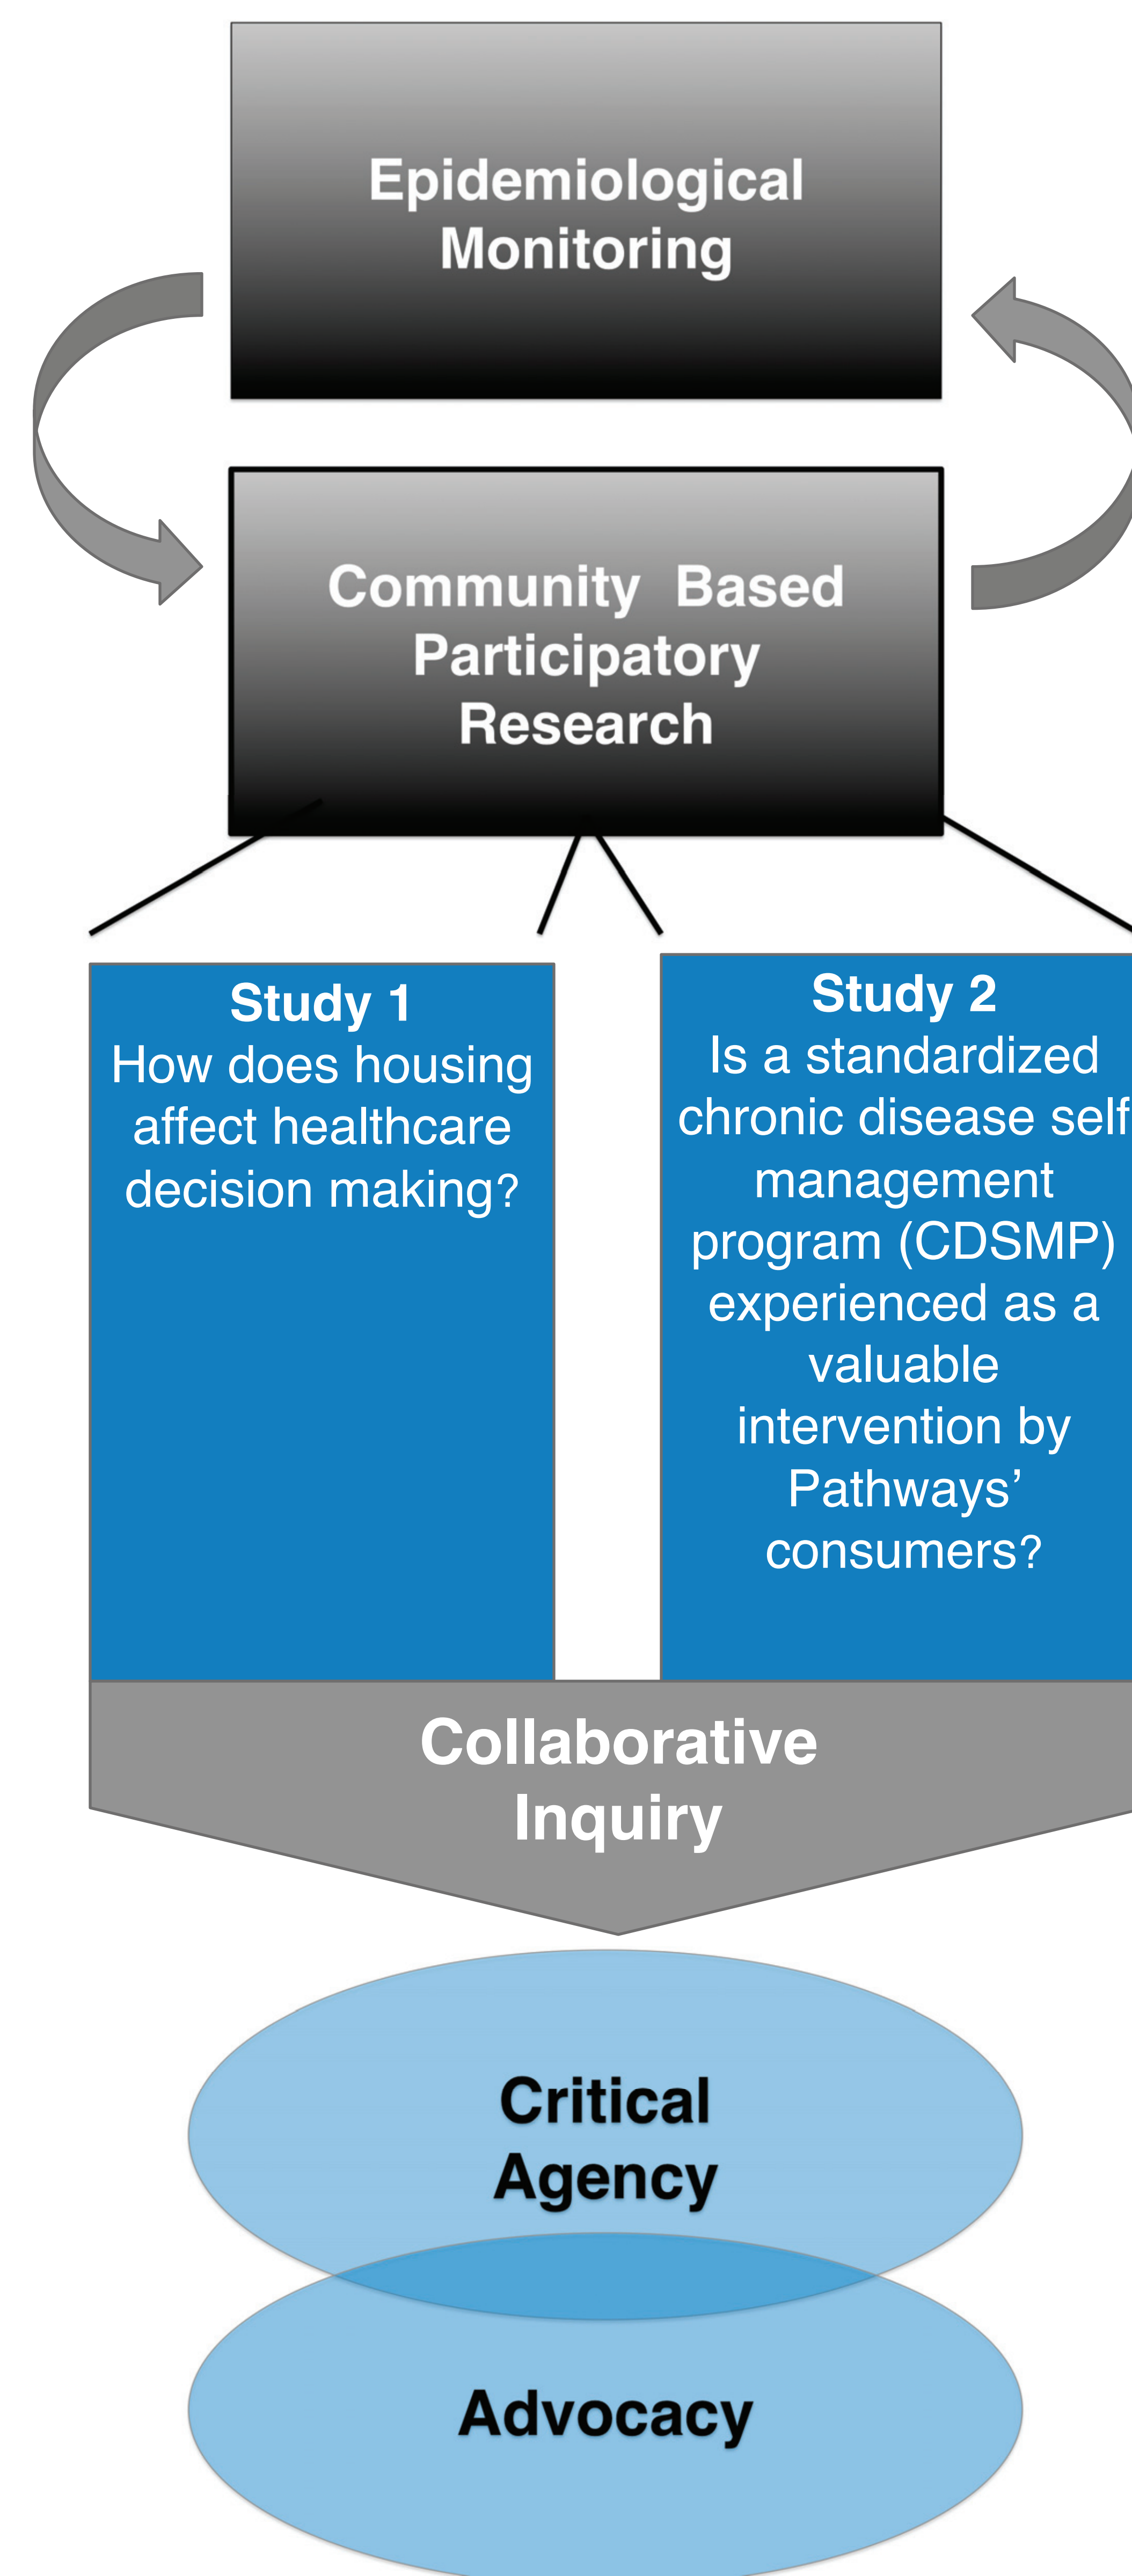 Epidemiological
Monitoring
Community Based
Participatory
Research
Study 1
How does housing
affect healthcare
decision making?
Study 2
Is a standardized
chronic disease self
management
program (CDSMP)
experienced as a
valuable
intervention by
Pathways’
consumers?
Collaborative
Inquiry
Critical
Agency
Advocacy